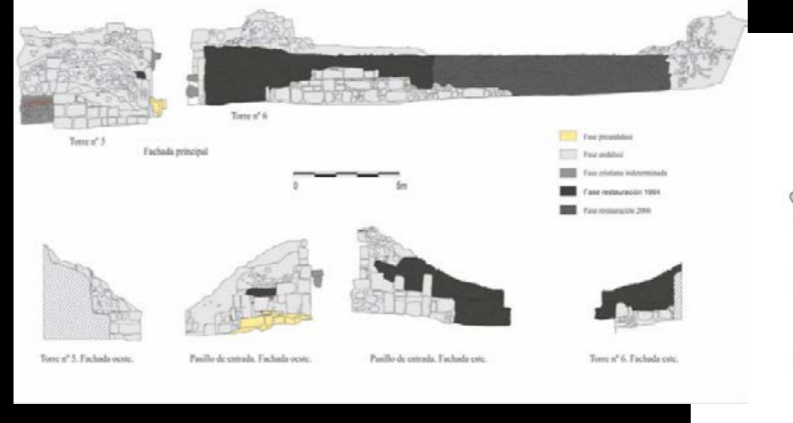 Torre nº 5
Torre nº 6
Fachada principal
0 5m
Fase preandalusí
Fase andalusí
Fase cristiana indeterminada
Fase restauración 1984
Fase restauración 2006
Torre nº 5. Fachada oeste.
Pasillo de entrada. Fachada oeste.
Pasillo de entrada. Fachada este.
Torre nº 6. Fachada este.